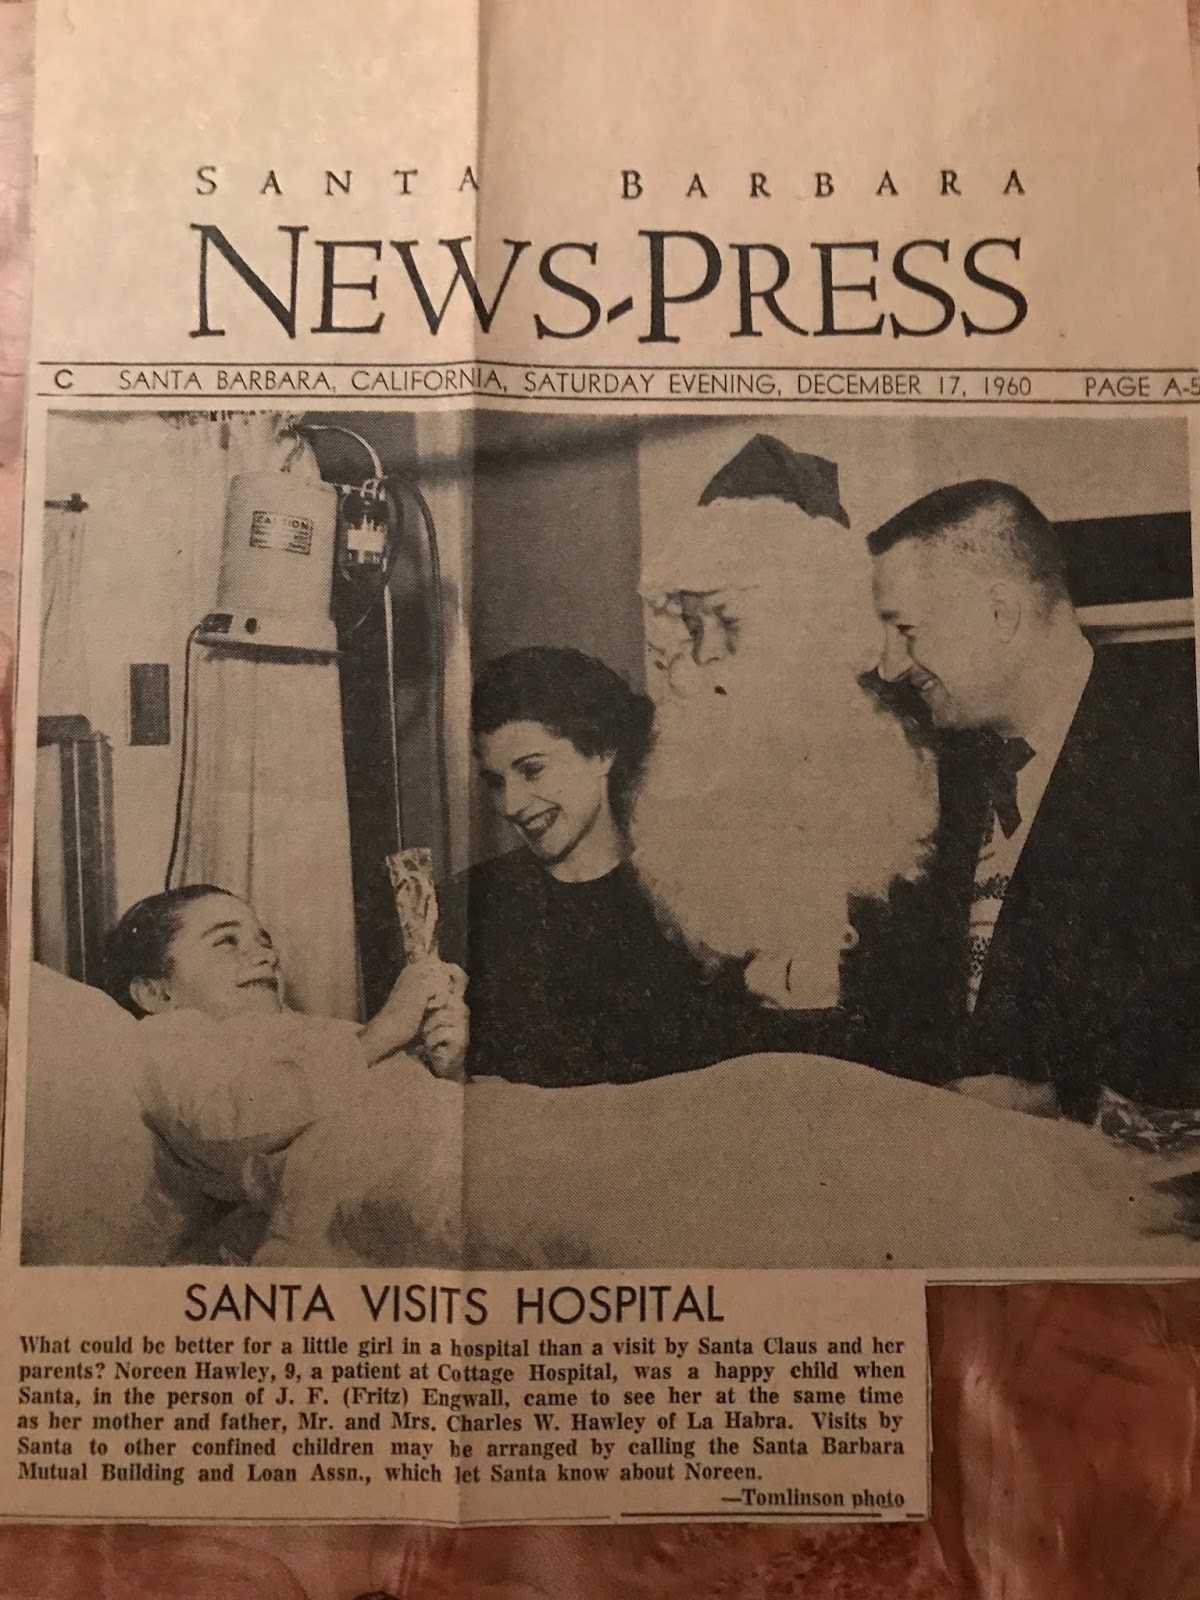 SANTA BARBARA
NEWS-PRESS
C SANTA BARBARA, CALIFORNIA, SATURDAY EVENING, DECEMBER 17, 1960 PAGE A-5
CAUTION
SANTA VISITS HOSPITAL
What could be better for a little girl in a hospital than a visit by Santa Claus and her
parents? Noreen Hawley, 9, a patient at Cottage Hospital, was a happy child when
Santa, in the person of J. F. (Fritz) Engwall, came to see her at the same time
as her mother and father, Mr. and Mrs. Charles W. Hawley of La Habra. Visits by
Santa to other confined children may be arranged by calling the Santa Barbara
Mutual Building and Loan Assn., which let Santa know about Noreen.
—Tomlinson photo